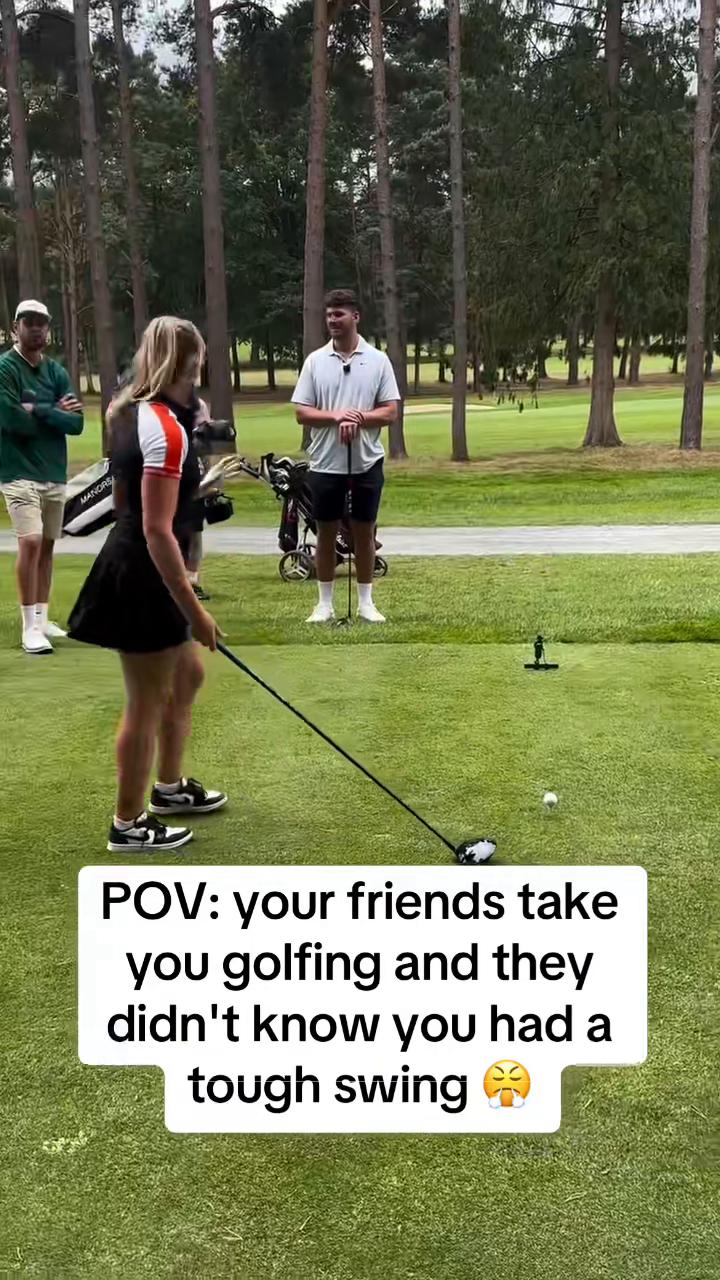 MANORS
POV: your friends take
you golfing and they
didn't know you had a
tough swing 😤